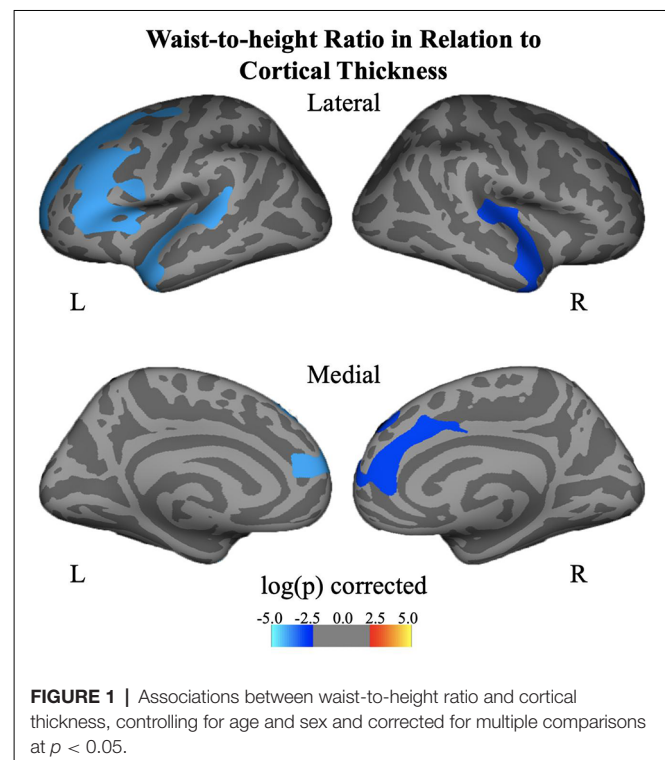 Waist-to-height Ratio in Relation to
Cortical Thickness
Lateral
L
R
Medial
L
R
log(p) corrected
-5.0 -2.5 0.0 2.5 5.0
FIGURE 1 | Associations between waist-to-height ratio and cortical
thickness, controlling for age and sex and corrected for multiple comparisons
at p < 0.05.